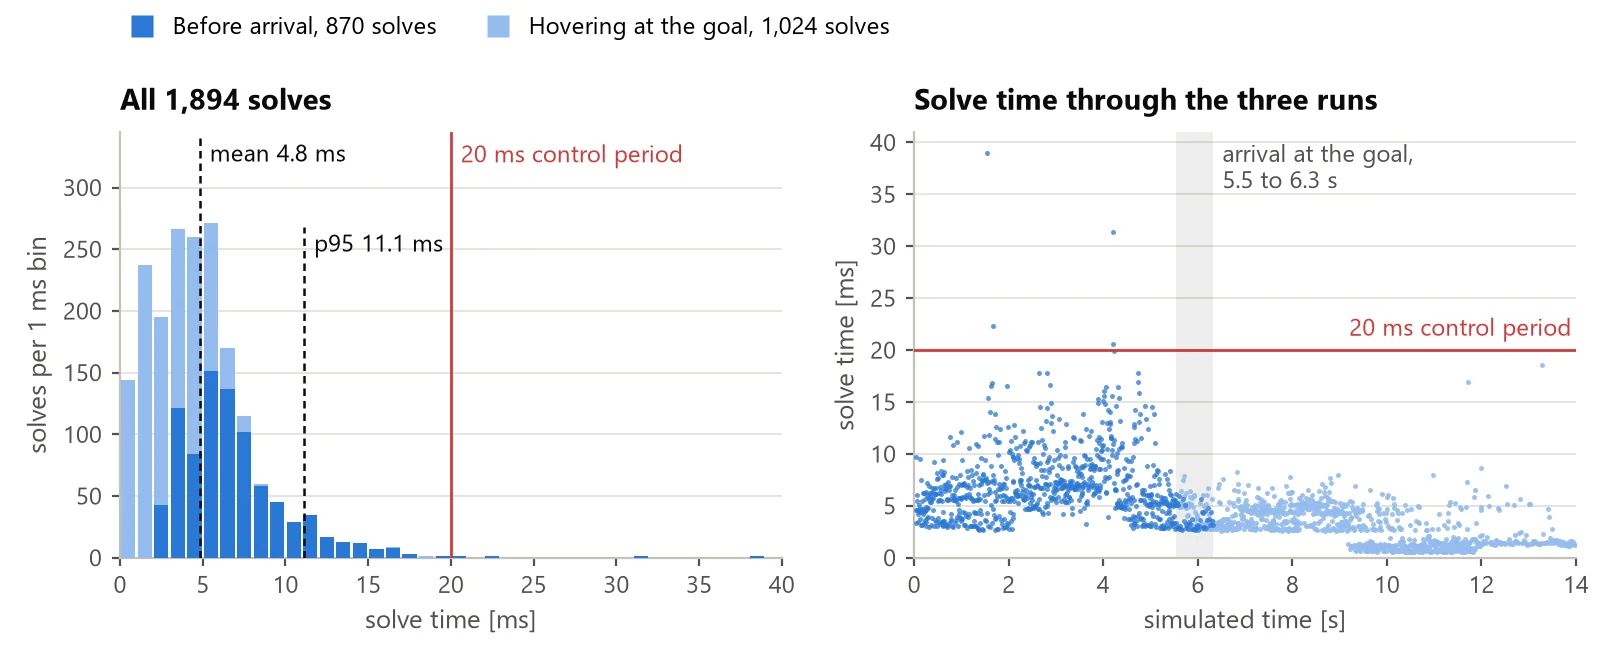 Before arrival, 870 solves
Hovering at the goal, 1,024 solves
All 1,894 solves
mean 4.8 ms
20 ms control period
p95 11.1 ms
300
250
200
150
100
50
0
solves per 1 ms bin
0 5 10 15 20 25 30 35 40
solve time [ms]
Solve time through the three runs
arrival at the goal,
5.5 to 6.3 s
20 ms control period
40
35
30
25
20
15
10
5
0
solve time [ms]
0 2 4 6 8 10 12 14
simulated time [s]